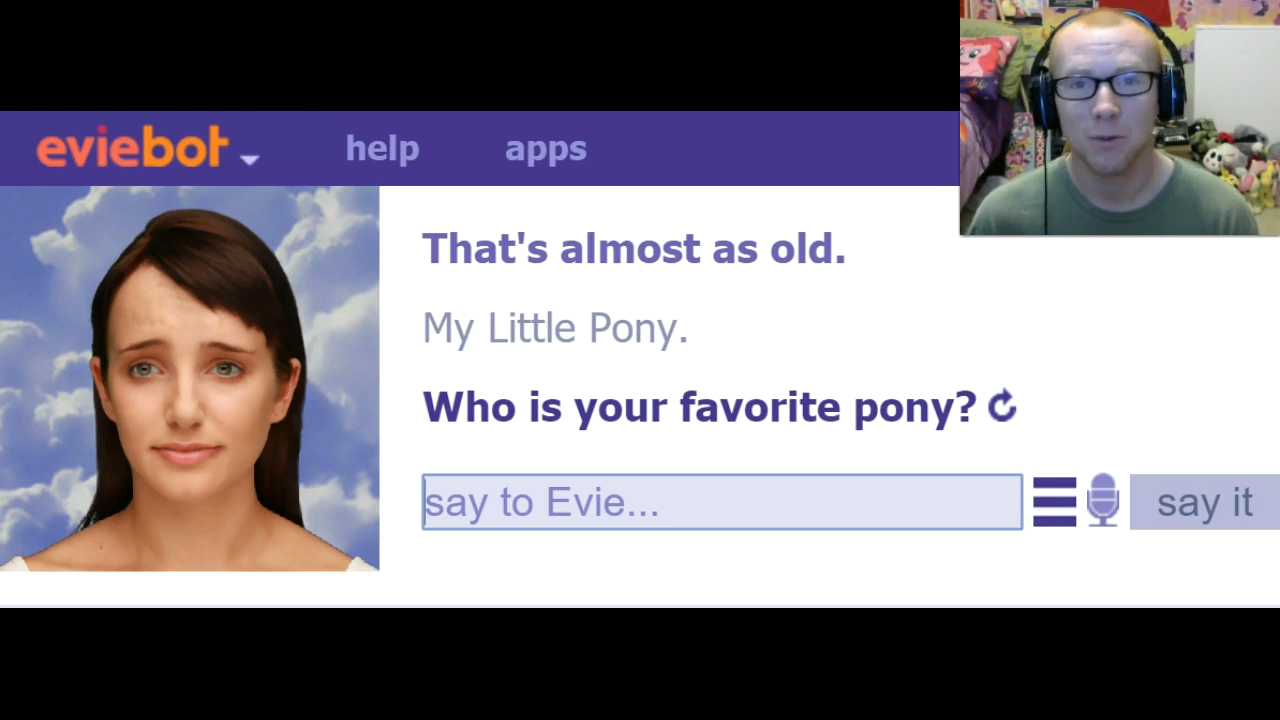 eviebot help apps
That's almost as old.
My Little Pony.
Who is your favorite pony?
say to Evie...
say it